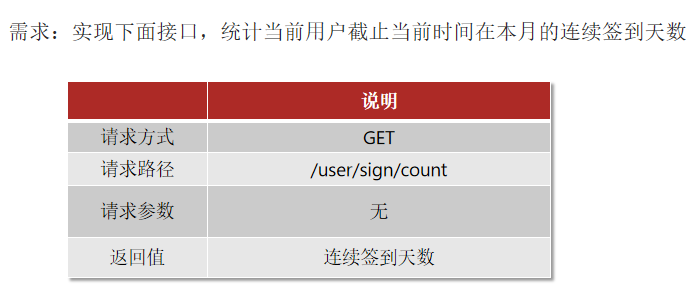 需求：实现下面接口，统计当前用户截止当前时间在本月的连续签到天数
说明
请求方式 GET
请求路径 /user/sign/count
请求参数 无
返回值 连续签到天数